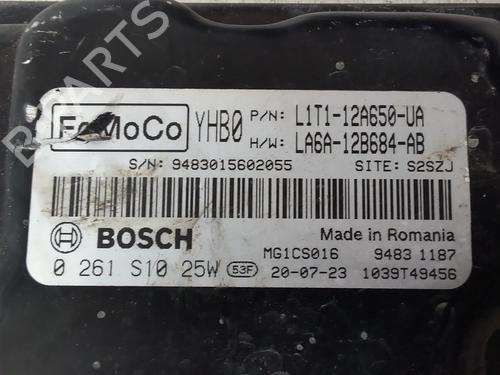 BPARTS
FoMoCo YHB0 P/N: L1T1-12A650-UA
H/W: LA6A-12B684-AB
S/N: 9483015602055 SITE: S2SZJ
BOSCH Made in Romania
MG1CS016 9483 1187
0 261 S10 25W 53F 20-07-23 1039T49456